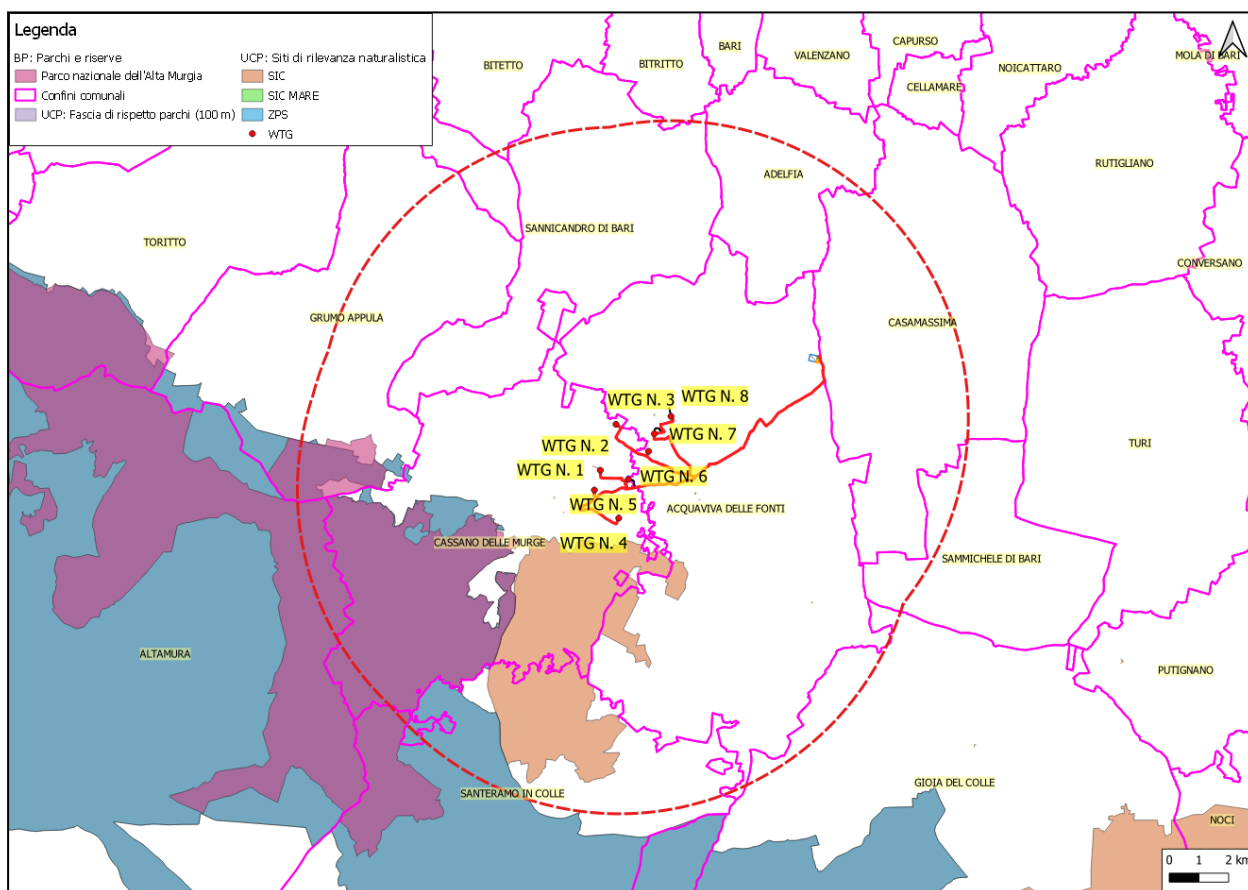 Legenda
BP: Parchi e riserve
Parco nazionale dell'Alta Murgia
Confini comunali
UCP: Fascia di rispetto parchi (100 m)
UCP: Siti di rilevanza naturalistica
SIC
SIC MARE
ZPS
WTG
BITETTO
BITRITTO
BARI
VALENZANO
CAPURSO
CELLAMARE
NOICATTARO
MOLA DI BARI
RUTIGLIANO
ADELFIA
TORITTO
SANNICANDRO DI BARI
CONVERSANO
GRUMO APPULA
CASAMASSIMA
WTG N. 3
WTG N. 8
WTG N. 2
WTG N. 7
TURI
WTG N. 1
WTG N. 6
WTG N. 5
ACQUAVIVA DELLE FONTI
CASSANO DELLE MURGE
WTG N. 4
SAMMICHELE DI BARI
ALTAMURA
PUTIGNANO
SANTERAMO IN COLLE
GIOIA DEL COLLE
NOCI
0 1 2 km